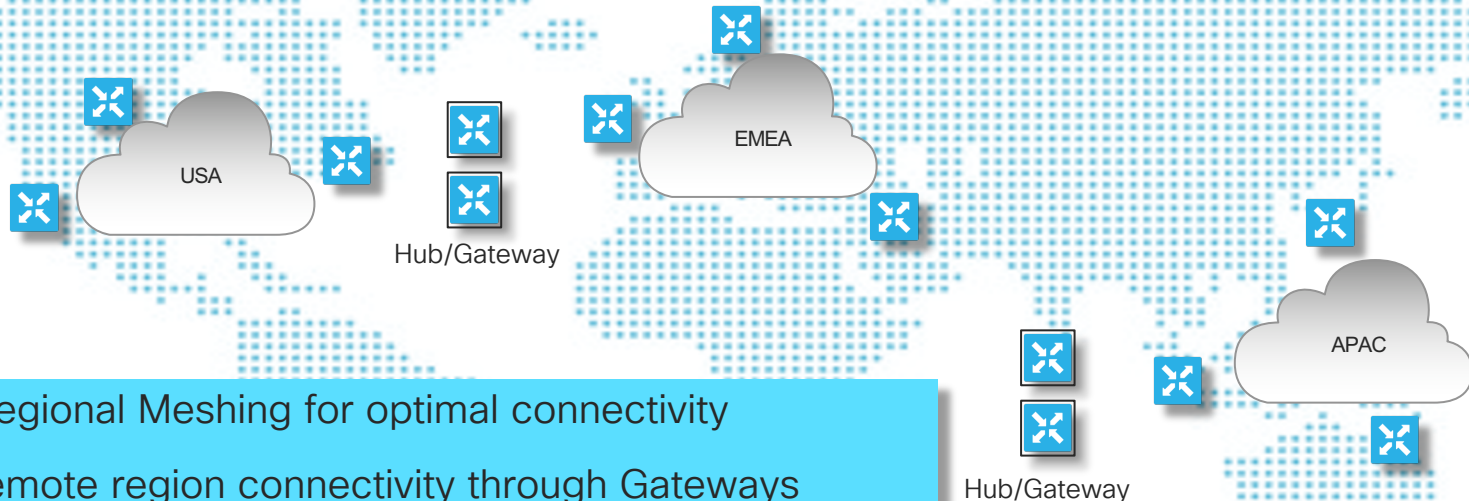 EMEA
USA
Hub/Gateway
APAC
egional Meshing for optimal connectivity
emote region connectivity through Gateways
Hub/Gateway